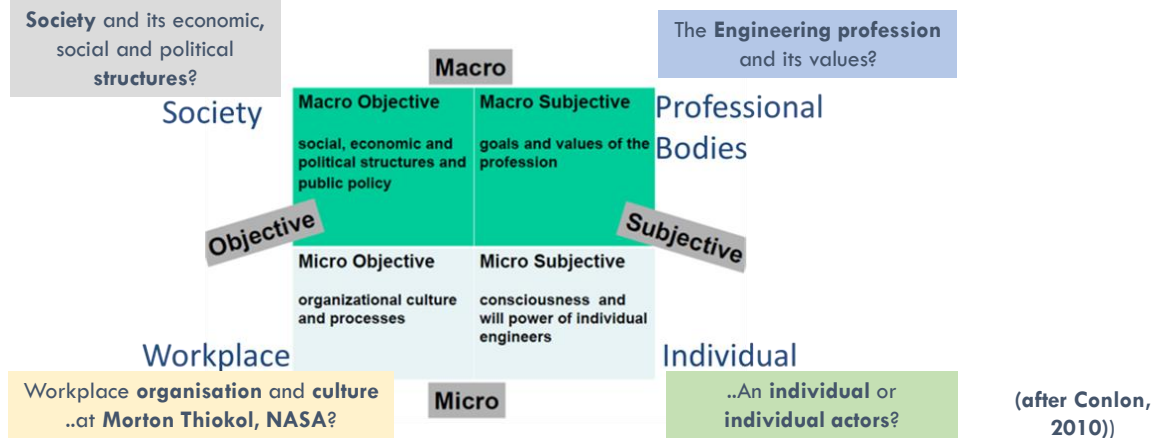 Society and its economic,
social and political
structures?
The Engineering profession
and its values?
Macro
Society
Macro Objective
social, economic and
political structures and
public policy
Macro Subjective
goals and values of the
profession
Professional
Bodies
Objective
Subjective
Micro Objective
organizational culture
and processes
Micro Subjective
consciousness and
will power of individual
engineers
Workplace
Individual
Workplace organisation and culture
..at Morton Thiokol, NASA?
Micro
..An individual or
individual actors?
(after Conlon,
2010))